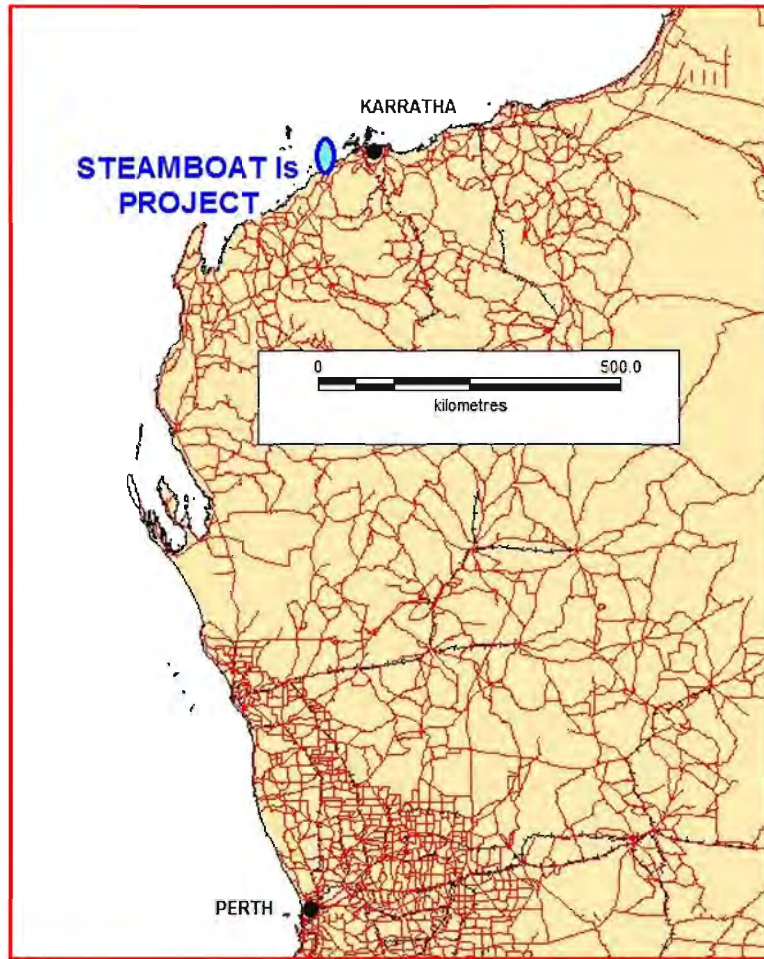 KARRATHA
STEAMBOAT Is
PROJECT
0 500.0
kilometres
PERTH